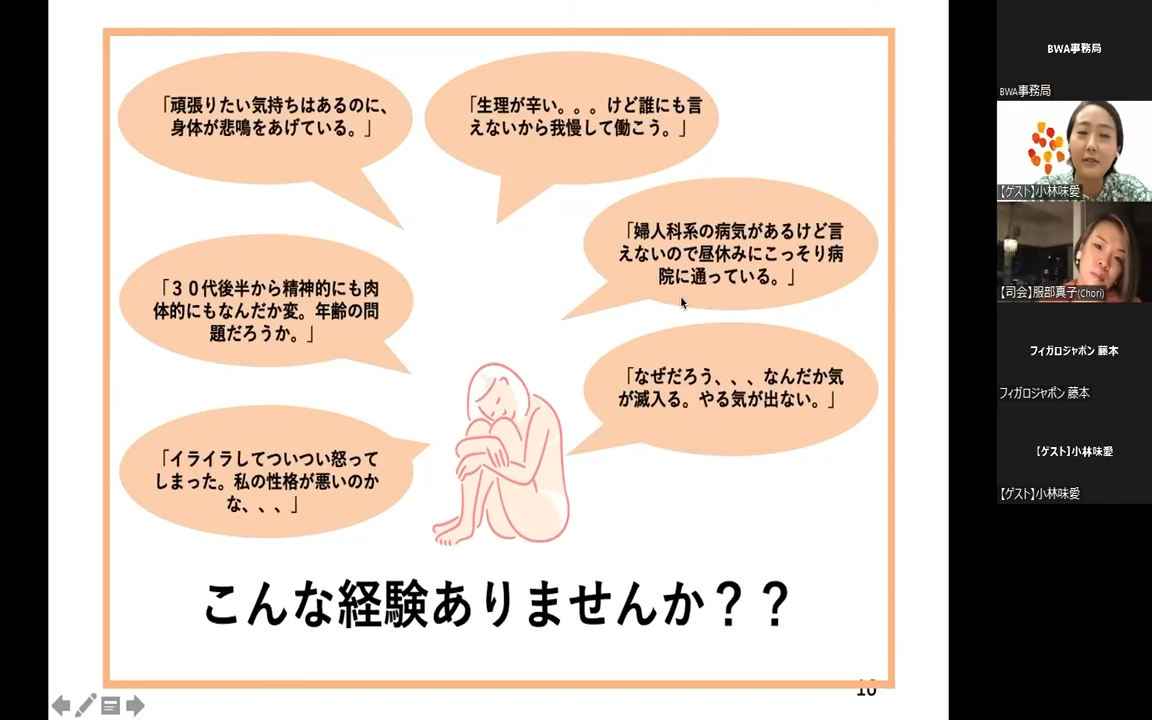 「頑張りたい気持ちはあるのに、
身体が悲鳴をあげている。」
「生理が辛い。。。けど誰にも言
えないから我慢して働こう。」
「婦人科系の病気があるけど言
えないので昼休みにこっそり病
院に通っている。」
「３０代後半から精神的にも肉
体的にもなんだか変。年齢の問
題だろうか。」
「なぜだろう、、、なんだか気
が滅入る。やる気が出ない。」
「イライラしてついつい怒って
しまった。私の性格が悪いのか
な、、、」
こんな経験ありませんか？？
16
BWA事務局
BWA事務局
【ゲスト】小林味愛
【司会】服部真子(Chori)
フィガロジャポン 藤本
フィガロジャポン 藤本
【ゲスト】小林味愛
【ゲスト】小林味愛